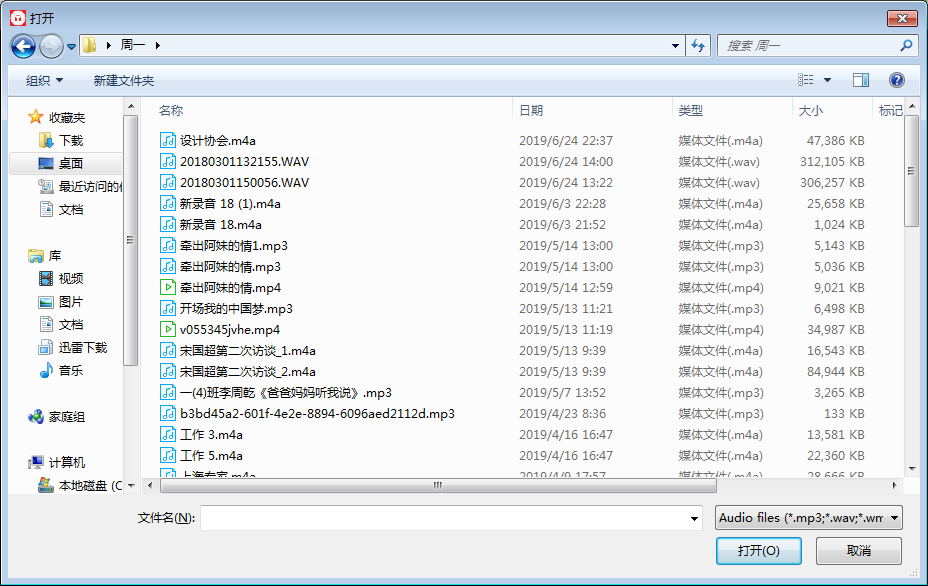 打开
周一
搜索 周一
组织 新建文件夹
收藏夹
下载
桌面
最近访问的
文档
库
视频
图片
文档
迅雷下载
音乐
家庭组
计算机
本地磁盘 (C
名称 日期 类型 大小 标记
设计协会.m4a 2019/6/24 22:37 媒体文件(.m4a) 47,386 KB
20180301132155.WAV 2019/6/24 14:00 媒体文件(.wav) 312,105 KB
20180301150056.WAV 2019/6/24 13:22 媒体文件(.wav) 306,257 KB
新录音 18 (1).m4a 2019/6/3 22:28 媒体文件(.m4a) 25,658 KB
新录音 18.m4a 2019/6/3 21:52 媒体文件(.m4a) 1,024 KB
牵出阿妹的情1.mp3 2019/5/14 13:00 媒体文件(.mp3) 5,143 KB
牵出阿妹的情.mp3 2019/5/14 13:00 媒体文件(.mp3) 5,036 KB
牵出阿妹的情.mp4 2019/5/14 12:59 媒体文件(.mp4) 9,021 KB
开场我的中国梦.mp3 2019/5/13 11:21 媒体文件(.mp3) 6,498 KB
v055345jvhe.mp4 2019/5/13 11:19 媒体文件(.mp4) 34,987 KB
宋国超第二次访谈_1.m4a 2019/5/13 9:39 媒体文件(.m4a) 16,543 KB
宋国超第二次访谈_2.m4a 2019/5/13 9:39 媒体文件(.m4a) 84,944 KB
一(4)班李周乾《爸爸妈妈听我说》.mp3 2019/5/7 13:52 媒体文件(.mp3) 3,265 KB
b3bd45a2-601f-4e2e-8894-6096aed2112d.mp3 2019/4/23 8:36 媒体文件(.mp3) 133 KB
工作 3.m4a 2019/4/16 16:47 媒体文件(.m4a) 13,581 KB
工作 5.m4a 2019/4/16 16:47 媒体文件(.m4a) 22,360 KB
上海专家.m4a 2019/4/9 17:57 媒体文件(.m4a) 28,666 KB
文件名(N):
Audio files (*.mp3;*.wav;*.wm
打开(O) 取消